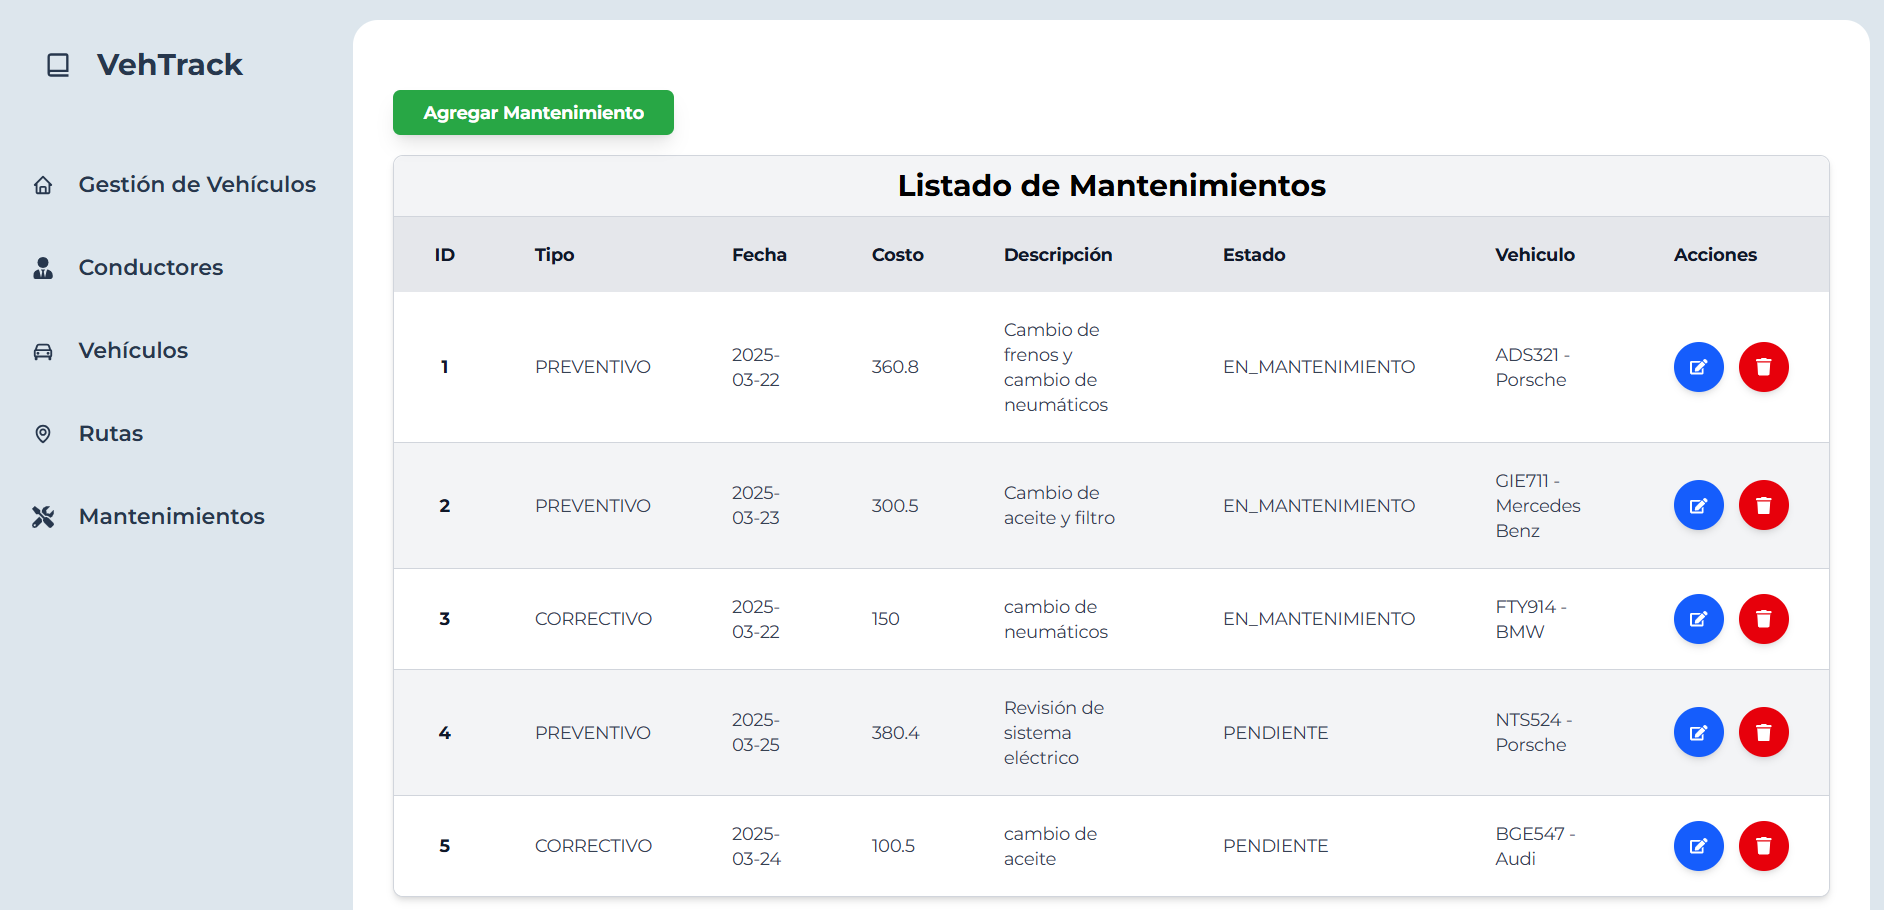 VehTrack
Gestión de Vehículos
Conductores
Vehículos
Rutas
Mantenimientos
Agregar Mantenimiento
Listado de Mantenimientos
ID Tipo Fecha Costo Descripción Estado Vehiculo Acciones
1 PREVENTIVO 2025-
03-22 360.8 Cambio de
frenos y
cambio de
neumáticos EN_MANTENIMIENTO ADS321 -
Porsche
2 PREVENTIVO 2025-
03-23 300.5 Cambio de
aceite y filtro EN_MANTENIMIENTO GIE711 -
Mercedes
Benz
3 CORRECTIVO 2025-
03-22 150 cambio de
neumáticos EN_MANTENIMIENTO FTY914 -
BMW
4 PREVENTIVO 2025-
03-25 380.4 Revisión de
sistema
eléctrico PENDIENTE NTS524 -
Porsche
5 CORRECTIVO 2025-
03-24 100.5 cambio de
aceite PENDIENTE BGE547 -
Audi